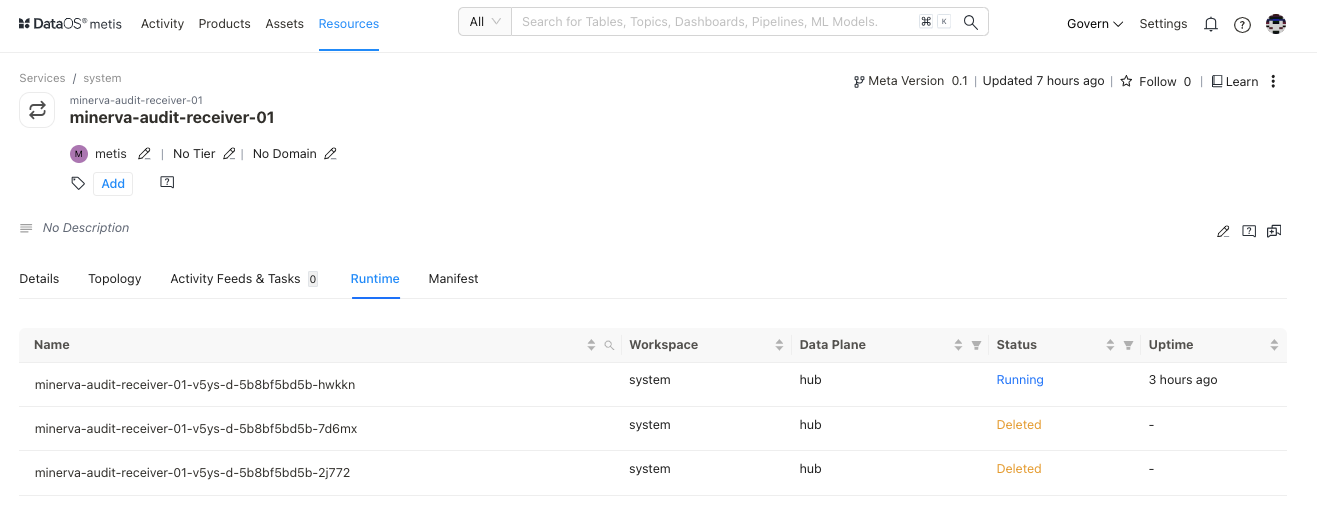 DataOS® metis Activity Products Assets Resources All Search for Tables, Topics, Dashboards, Pipelines, ML Models. ⌘ K Govern Settings
Services / system
Meta Version 0.1 | Updated 7 hours ago | Follow 0 | Learn
minerva-audit-receiver-01
minerva-audit-receiver-01
M metis | No Tier | No Domain
Add
No Description
Details Topology Activity Feeds & Tasks 0 Runtime Manifest
Name Workspace Data Plane Status Uptime
minerva-audit-receiver-01-v5ys-d-5b8bf5bd5b-hwkkn system hub Running 3 hours ago
minerva-audit-receiver-01-v5ys-d-5b8bf5bd5b-7d6mx system hub Deleted -
minerva-audit-receiver-01-v5ys-d-5b8bf5bd5b-2j772 system hub Deleted -